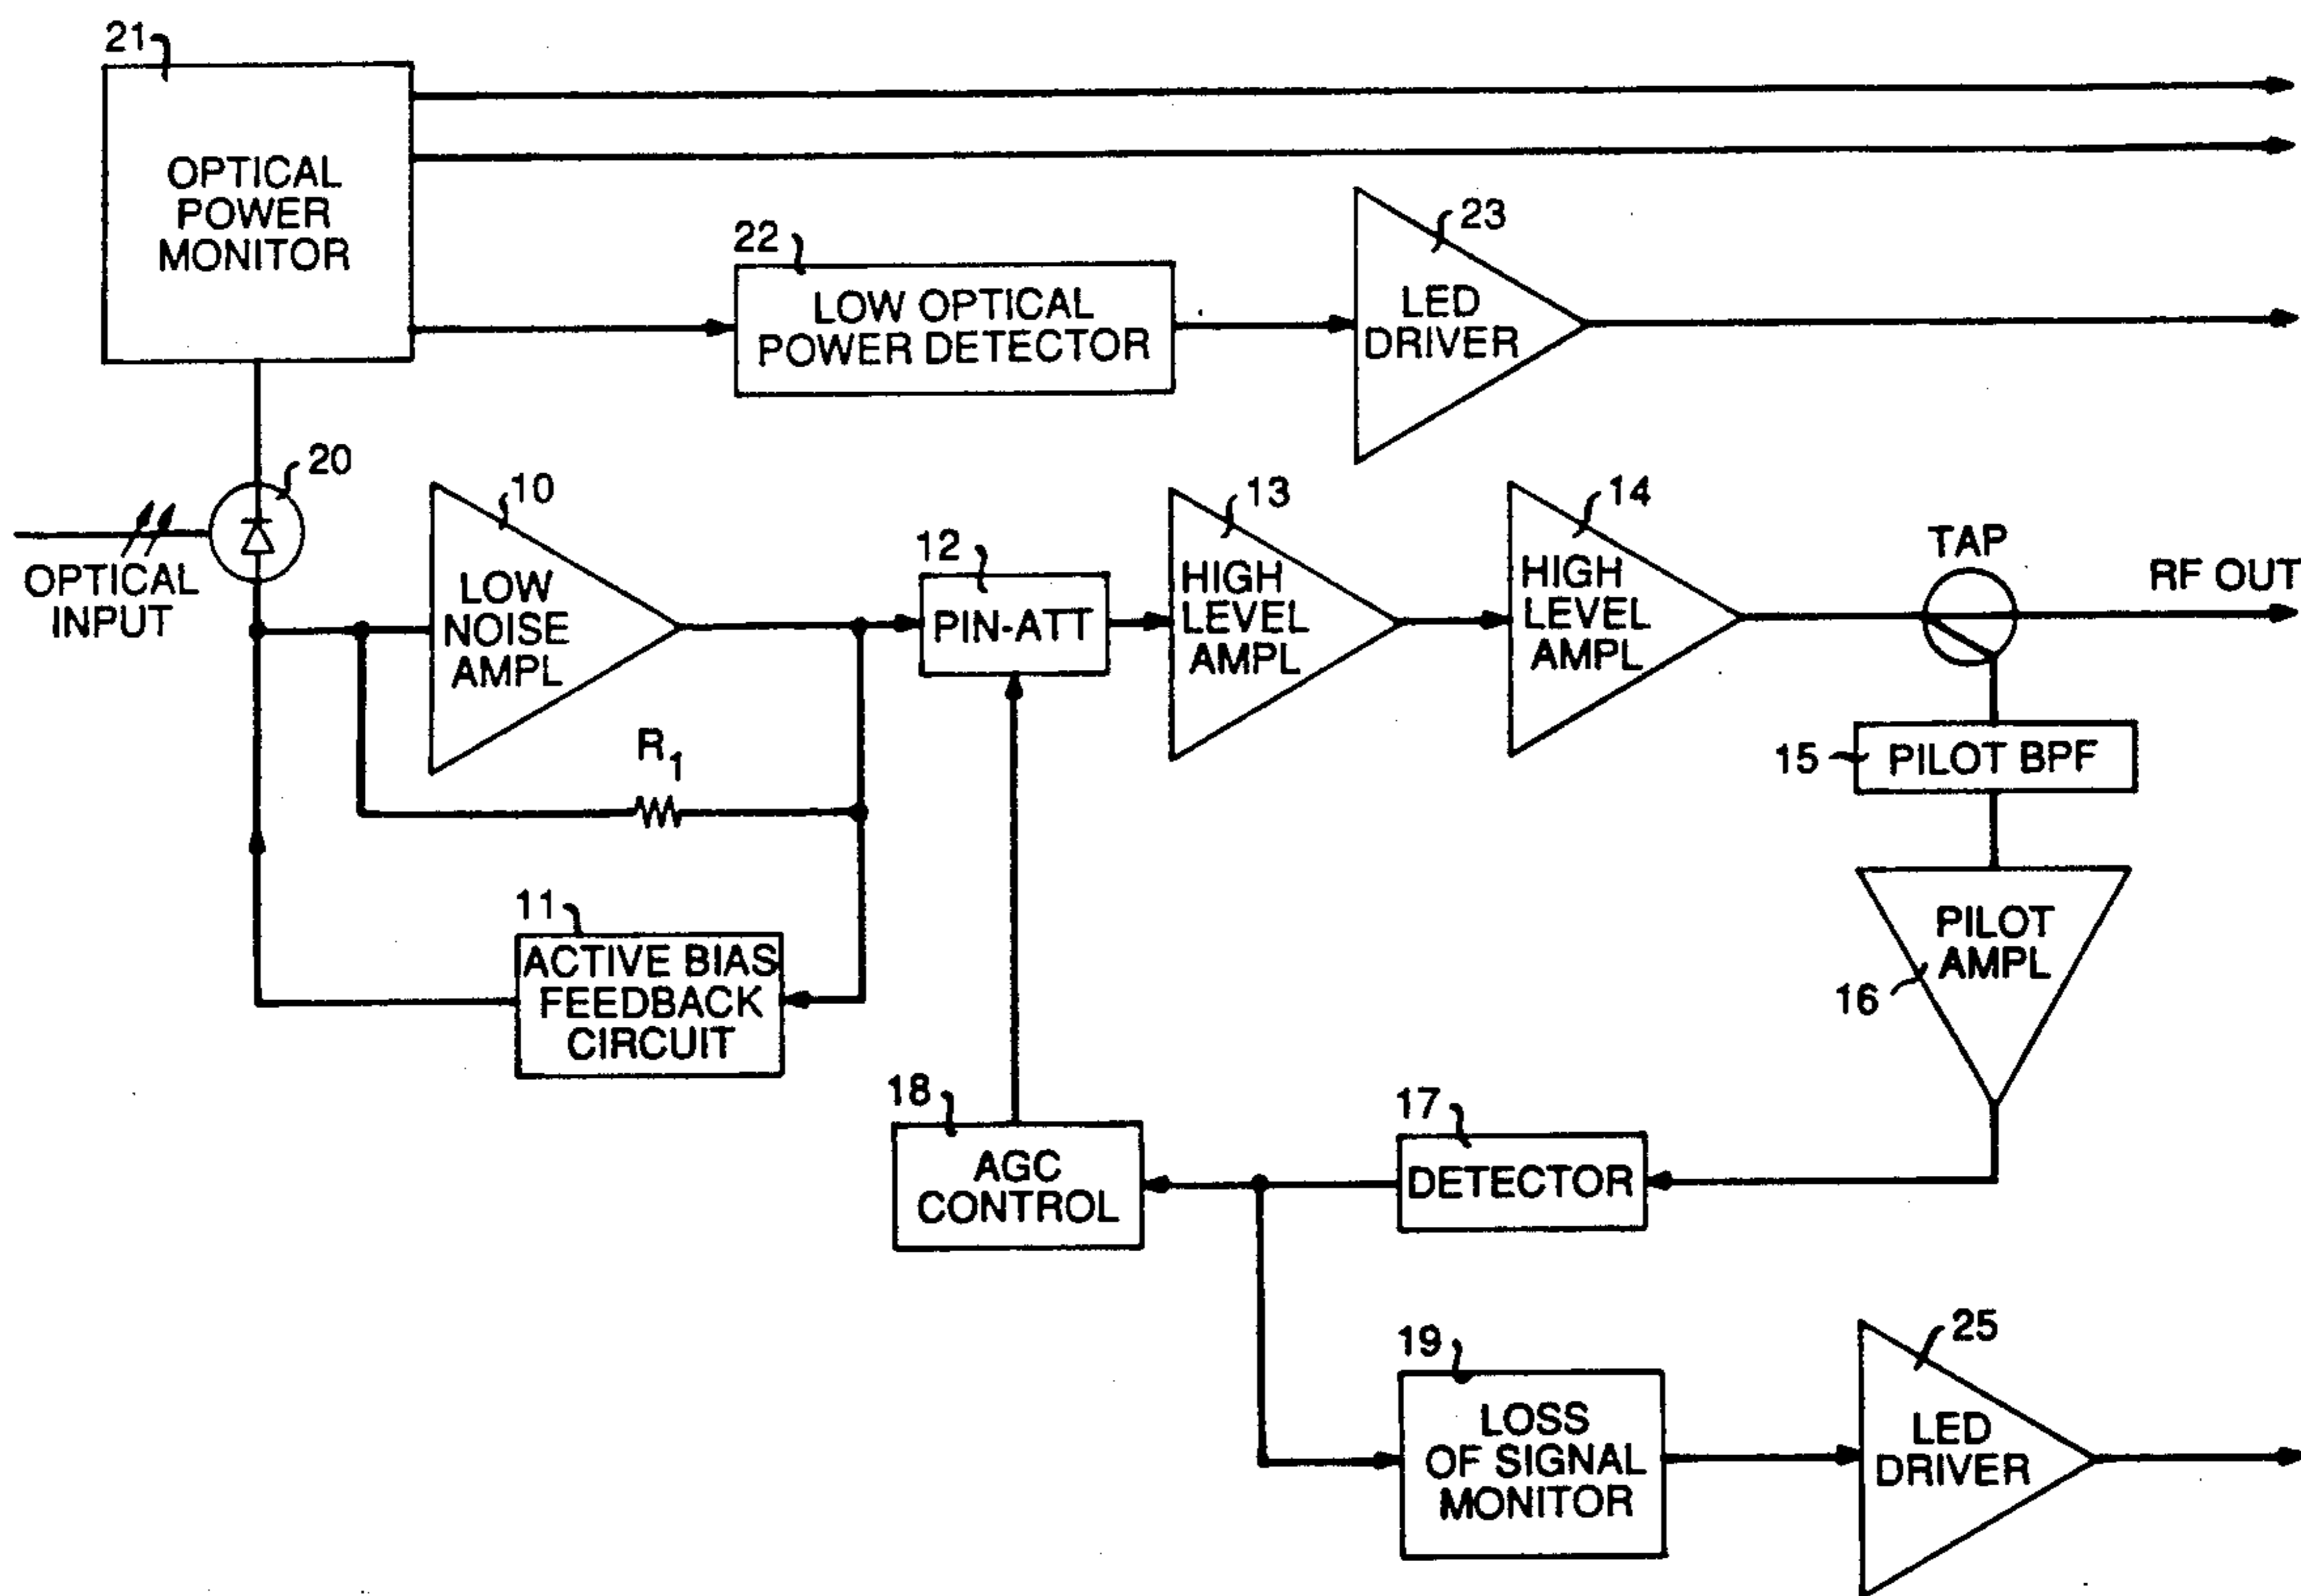 21
OPTICAL
POWER
MONITOR
22
LOW OPTICAL
POWER DETECTOR
23
LED
DRIVER
20
OPTICAL
INPUT
10
LOW
NOISE
AMPL
12
PIN-ATT
13
HIGH
LEVEL
AMPL
14
HIGH
LEVEL
AMPL
TAP
RF OUT
R1
15
PILOT BPF
11
ACTIVE BIAS
FEEDBACK
CIRCUIT
PILOT
AMPL
16
18
AGC
CONTROL
17
DETECTOR
19
LOSS
OF SIGNAL
MONITOR
25
LED
DRIVER